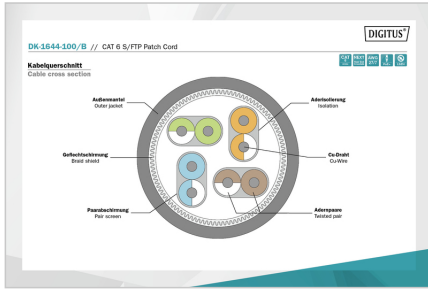 DIGITUS®
DK-1644-100/B // CAT 6 S/FTP Patch Cord
Kabelquerschnitt
Cable cross section
Außenmantel
Outer jacket
Aderisolierung
Isolation
Geflechtschirmung
Braid shield
Cu-Draht
Cu-Wire
Paarabschirmung
Pair screen
Adernpaare
Twisted pair